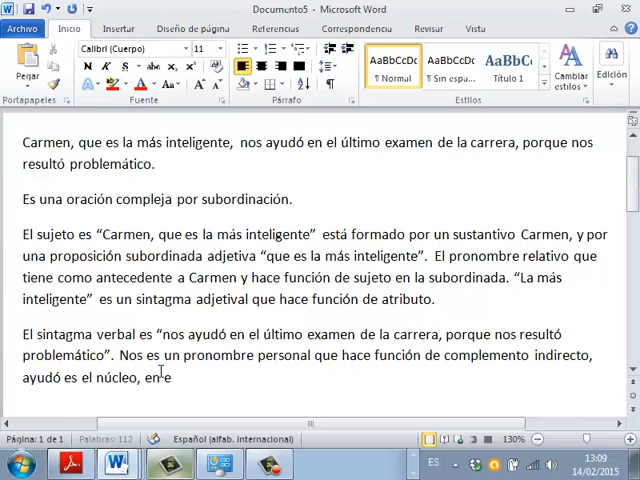 Documento5 - Microsoft Word
Archivo Inicio Insertar Diseño de página Referencias Correspondencia Revisar Vista
Calibri (Cuerpo) 11
Pegar
N K S abc x₂ x²
AaBbCcDc AaBbCcDc AaBbC
¶ Normal ¶ Sin espa... Título 1
Cambiar estilos
Edición
Portapapeles Fuente Párrafo Estilos
Carmen, que es la más inteligente, nos ayudó en el último examen de la carrera, porque nos
resultó problemático.
Es una oración compleja por subordinación.
El sujeto es “Carmen, que es la más inteligente” está formado por un sustantivo Carmen, y por
una proposición subordinada adjetiva “que es la más inteligente”. El pronombre relativo que
tiene como antecedente a Carmen y hace función de sujeto en la subordinada. “La más
inteligente” es un sintagma adjetival que hace función de atributo.
El sintagma verbal es “nos ayudó en el último examen de la carrera, porque nos resultó
problemático”. Nos es un pronombre personal que hace función de complemento indirecto,
ayudó es el núcleo, en e
Página: 1 de 1 Palabras: 112 Español (alfab. internacional) 130%
ES 13:09
14/02/2015